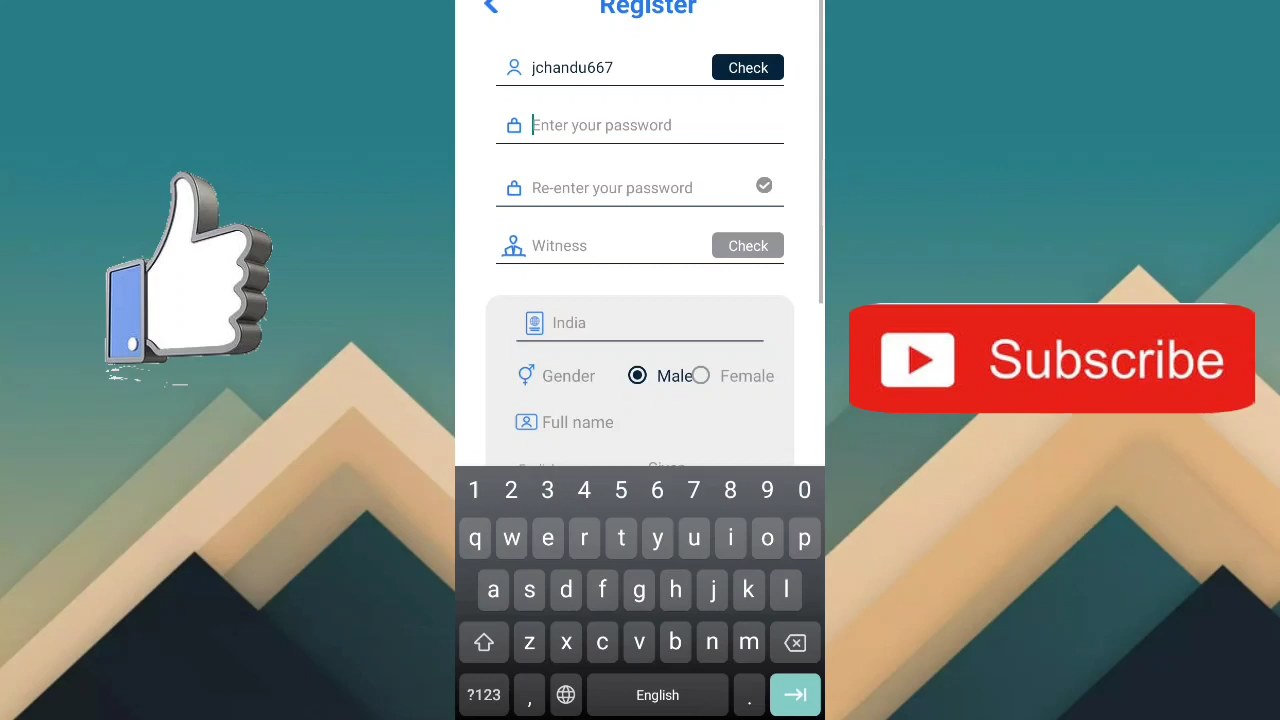 Register
jchandu667 Check
Enter your password
Re-enter your password
Witness Check
India
Gender Male Female
Full name
Subscribe
1 2 3 4 5 6 7 8 9 0
q w e r t y u i o p
a s d f g h j k l
z x c v b n m
?123 , English .